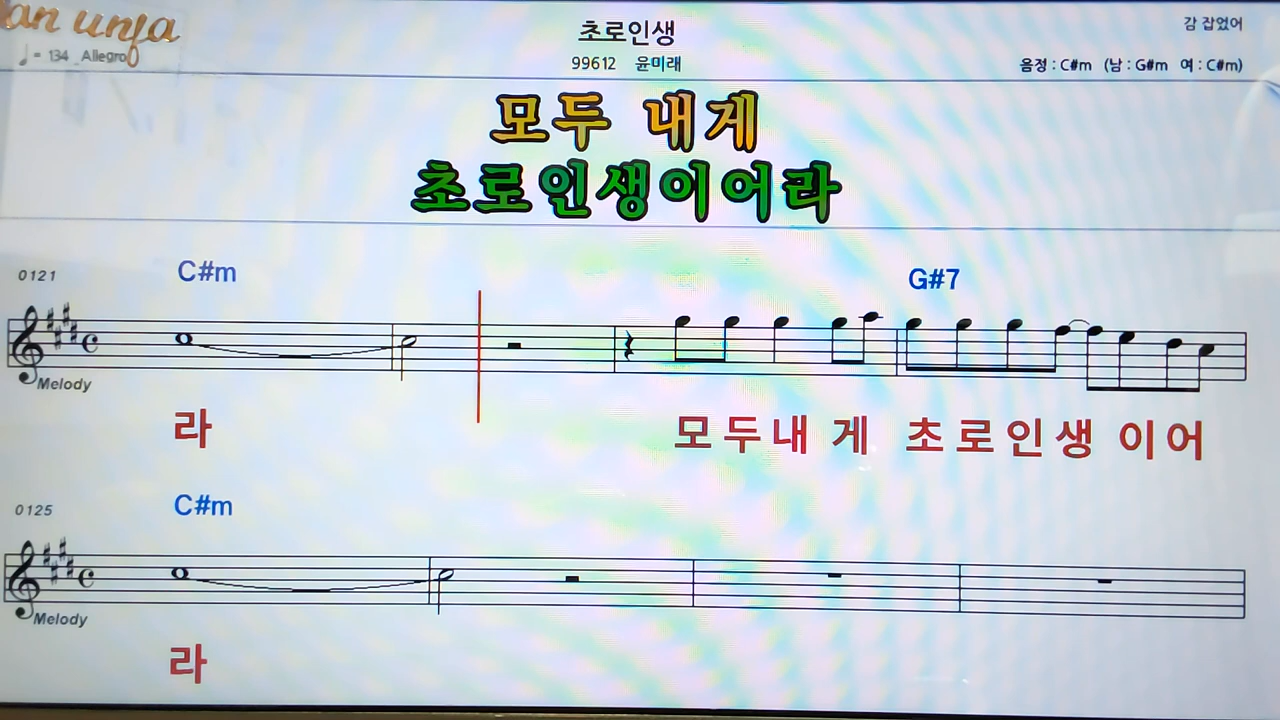 초로인생
감 잡았어
♩ = 134 Allegro
99612 윤미래
음정 : C#m (남 : G#m 여 : C#m)
모두 내게
초로인생이어라
0121 C#m G#7
Melody
라 모두내 게 초로인생 이어
0125 C#m
Melody
라